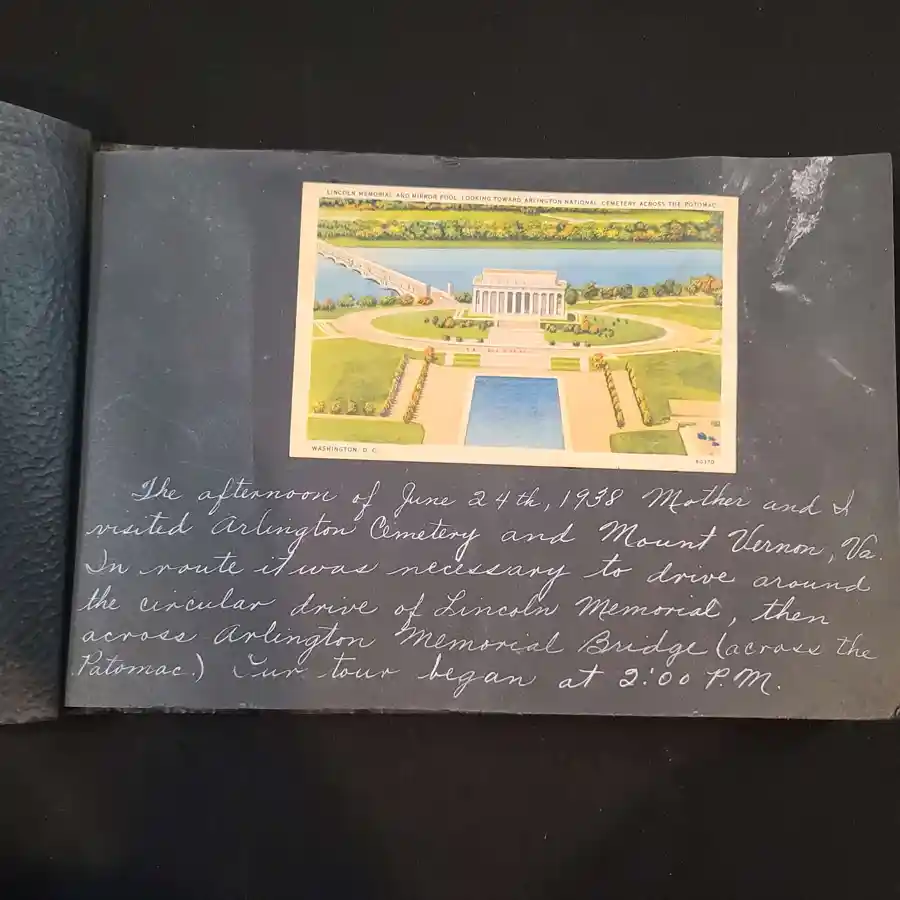 LINCOLN MEMORIAL AND MIRROR POOL, LOOKING TOWARD ARLINGTON NATIONAL CEMETERY ACROSS THE POTOMAC
WASHINGTON, D. C.
The afternoon of June 24th, 1938 Mother and I
visited Arlington Cemetery and Mount Vernon, Va.
In route it was necessary to drive around
the circular drive of Lincoln Memorial, then
across Arlington Memorial Bridge (across the
Patomac.) Our tour began at 2:00 P.M.